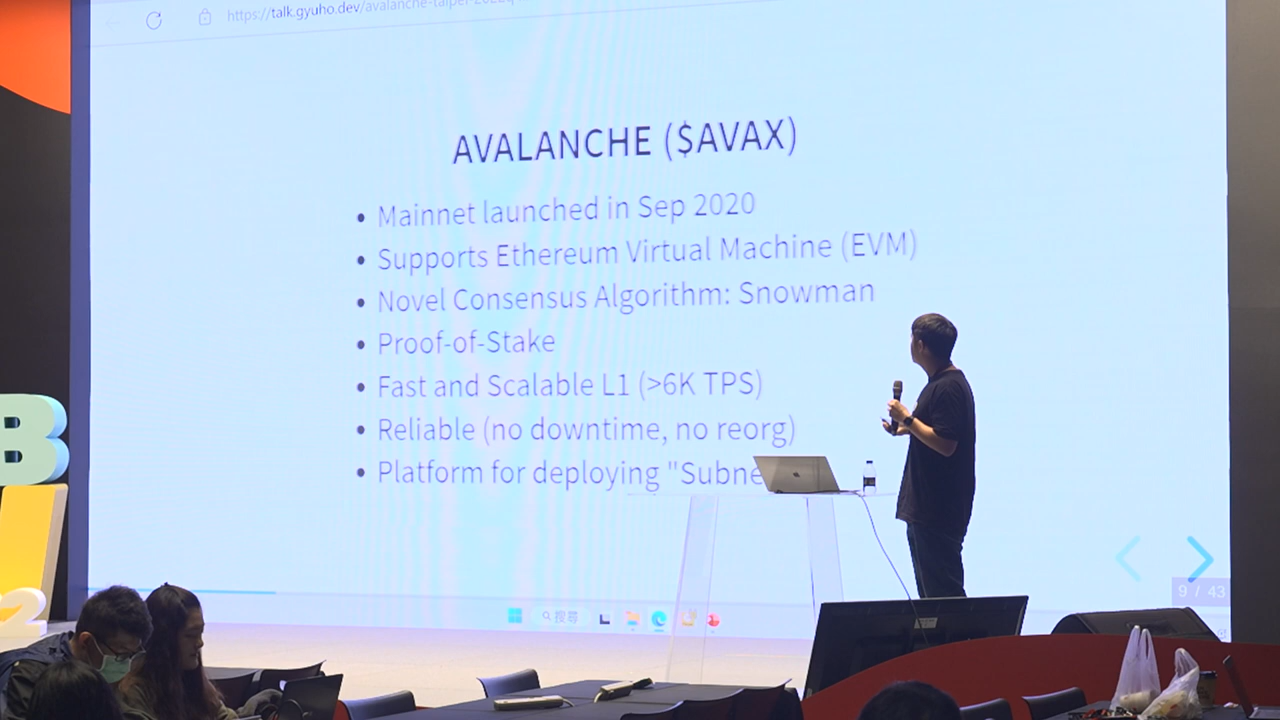 https://talk.gyuho.dev/avalanche-taipei-2022q
AVALANCHE ($AVAX)
• Mainnet launched in Sep 2020
• Supports Ethereum Virtual Machine (EVM)
• Novel Consensus Algorithm: Snowman
• Proof-of-Stake
• Fast and Scalable L1 (>6K TPS)
• Reliable (no downtime, no reorg)
• Platform for deploying "Subne
9 / 43
搜尋
B
2